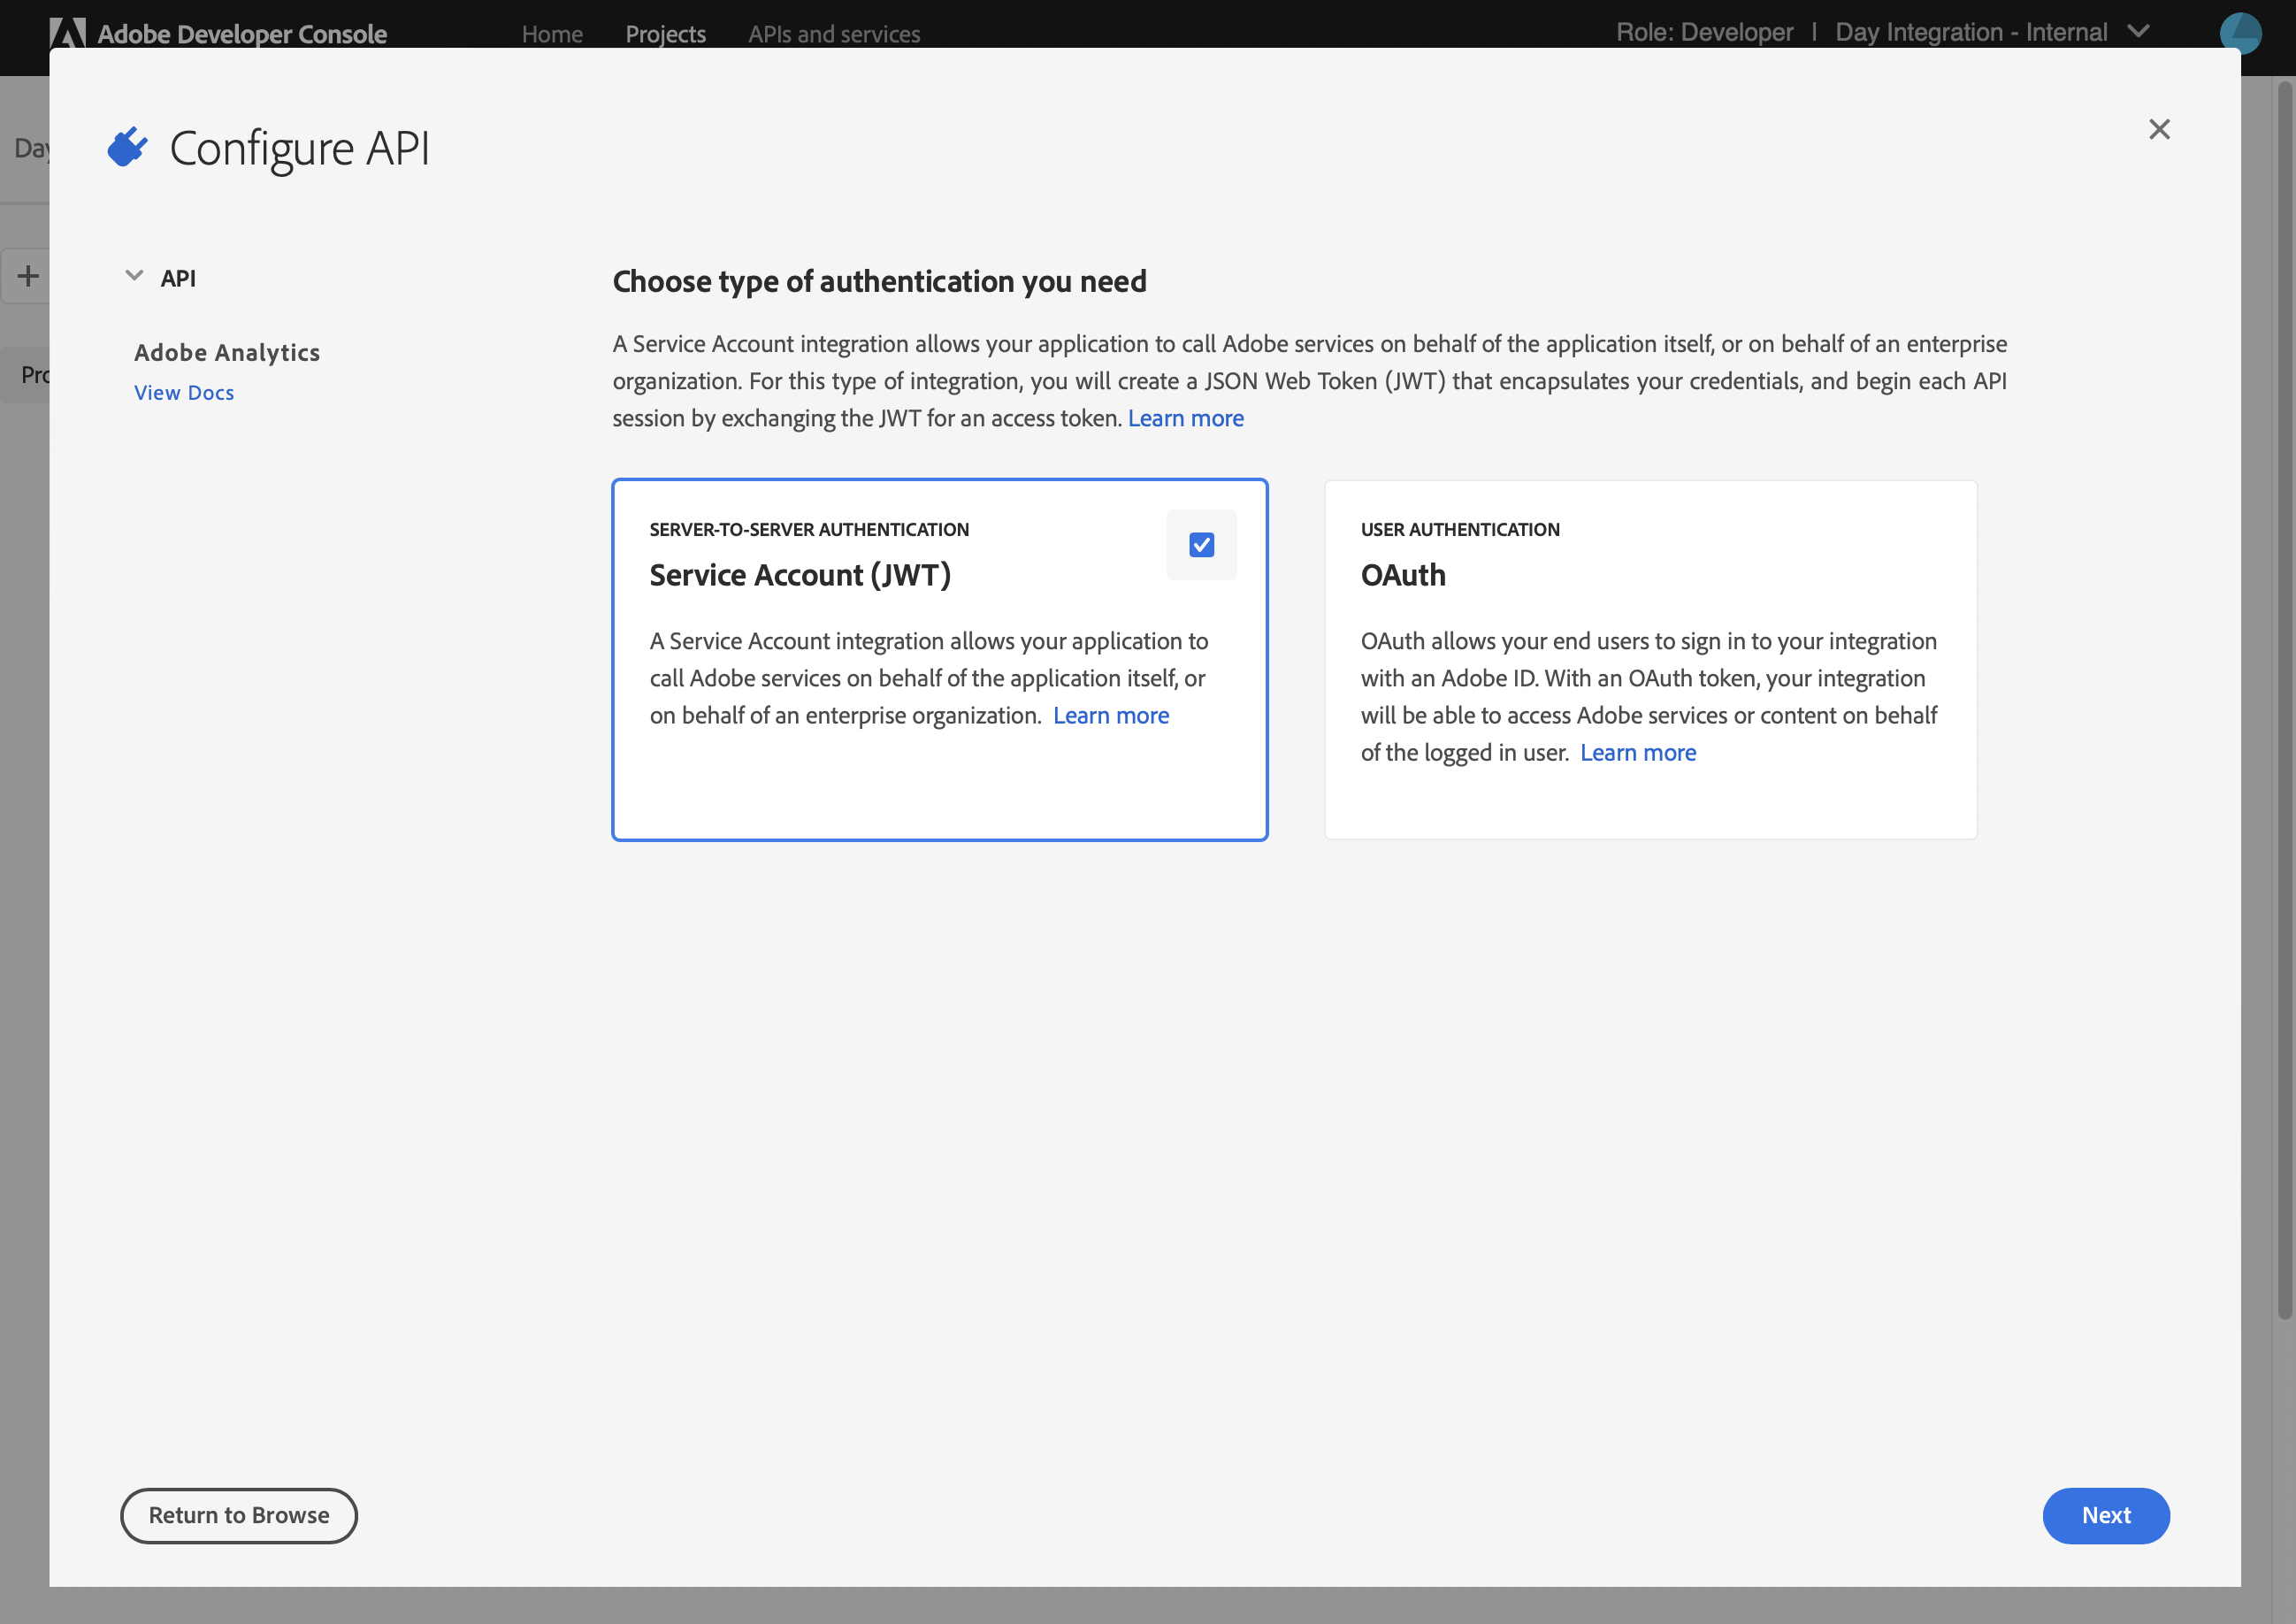 Adobe Developer Console
Home
Projects
APIs and services
Role: Developer | Day Integration - Internal
Day
Configure API
API
Adobe Analytics
View Docs
Pro
Choose type of authentication you need
A Service Account integration allows your application to call Adobe services on behalf of the application itself, or on behalf of an enterprise
organization. For this type of integration, you will create a JSON Web Token (JWT) that encapsulates your credentials, and begin each API
session by exchanging the JWT for an access token. Learn more
SERVER-TO-SERVER AUTHENTICATION
Service Account (JWT)
A Service Account integration allows your application to
call Adobe services on behalf of the application itself, or
on behalf of an enterprise organization. Learn more
USER AUTHENTICATION
OAuth
OAuth allows your end users to sign in to your integration
with an Adobe ID. With an OAuth token, your integration
will be able to access Adobe services or content on behalf
of the logged in user. Learn more
Return to Browse
Next